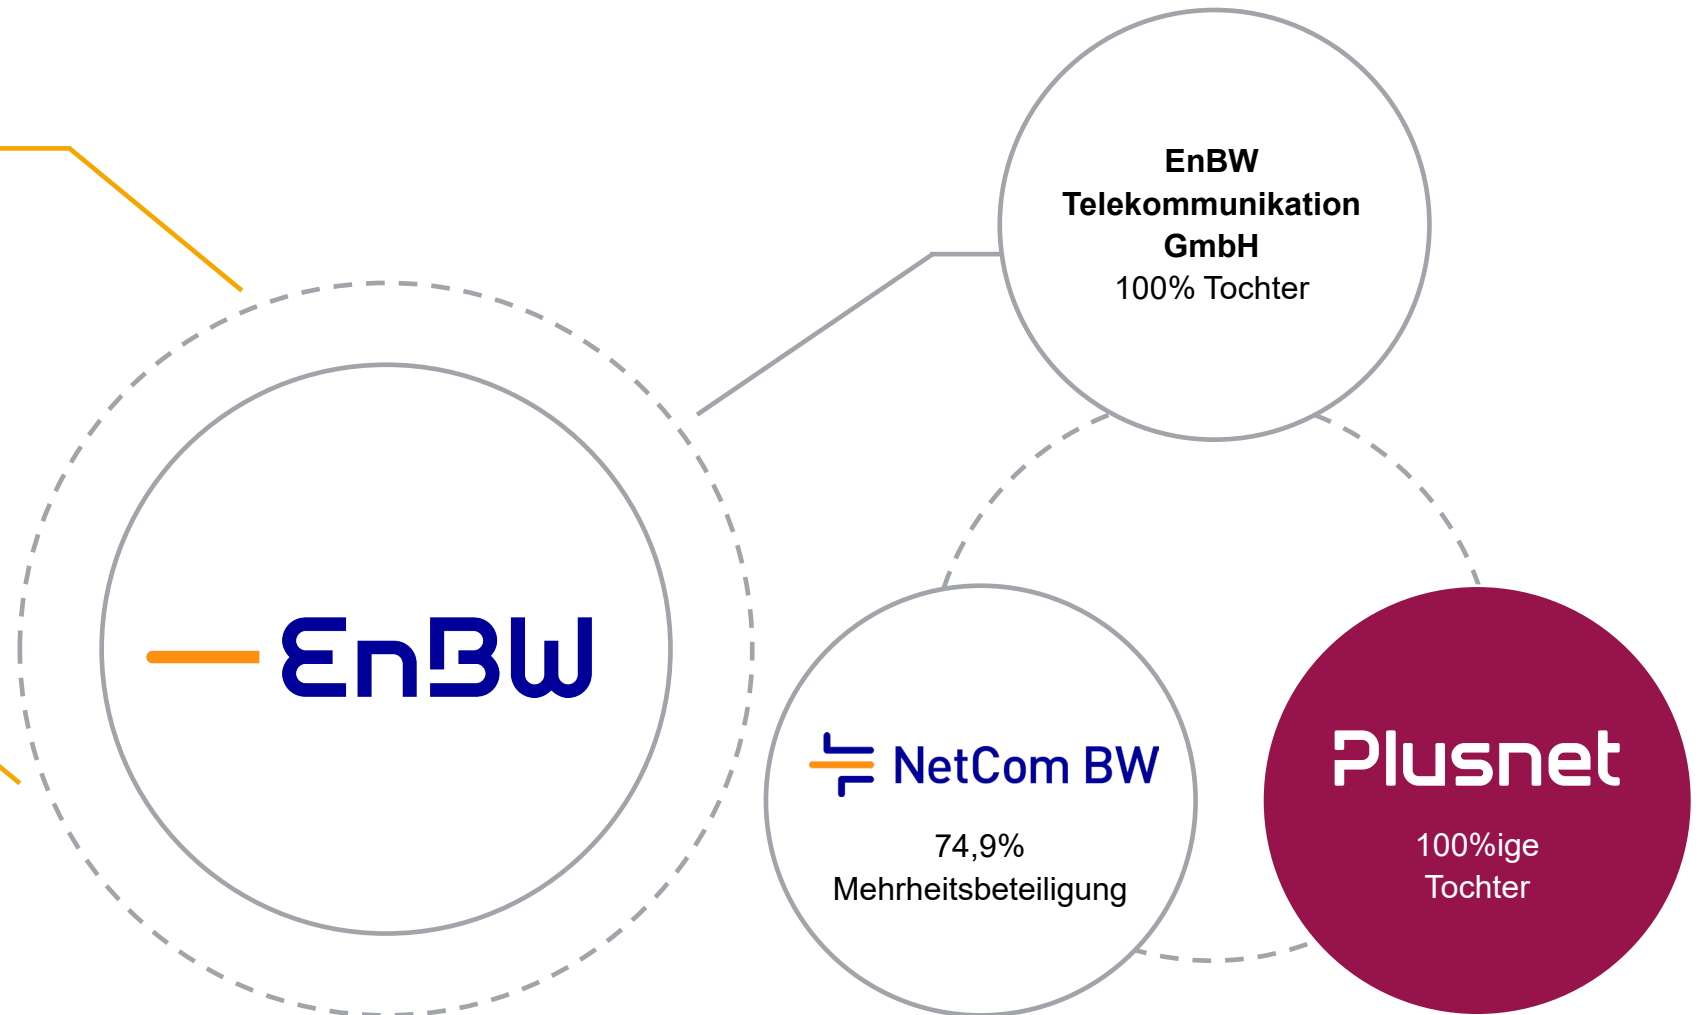 EnBW
Telekommunikation
GmbH
100% Tochter
EnBW
NetCom BW
74,9%
Mehrheitsbeteiligung
Plusnet
100%ige
Tochter